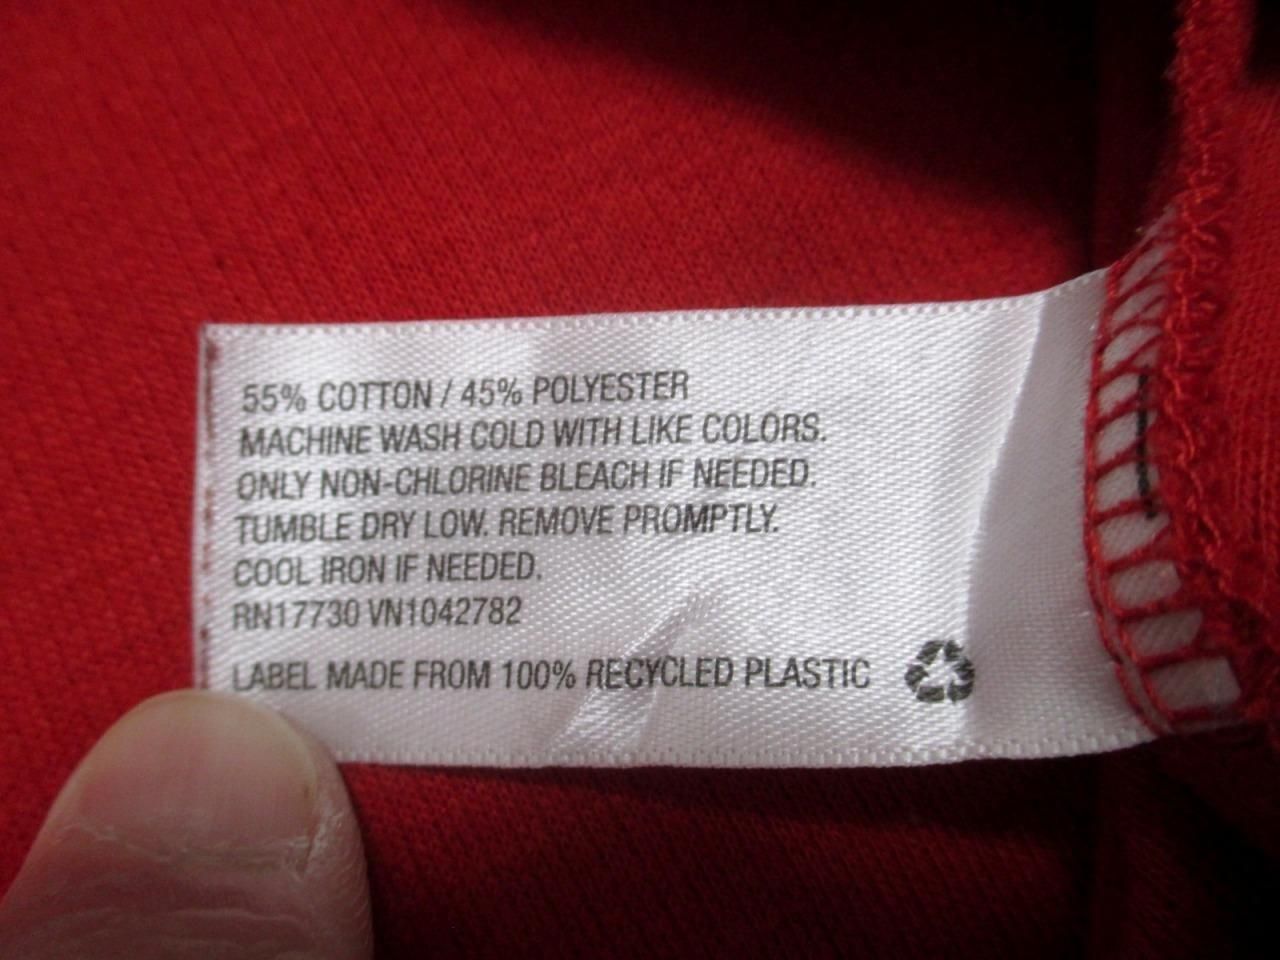 55% COTTON / 45% POLYESTER
MACHINE WASH COLD WITH LIKE COLORS.
ONLY NON-CHLORINE BLEACH IF NEEDED.
TUMBLE DRY LOW. REMOVE PROMPTLY.
COOL IRON IF NEEDED.
RN17730 VN1042782
LABEL MADE FROM 100% RECYCLED PLASTIC